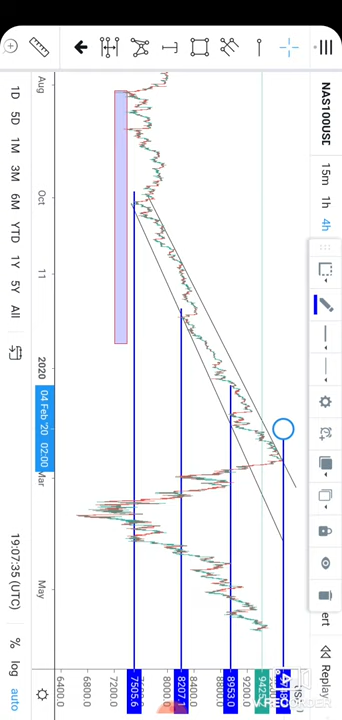 NAS100USD
15m 1h 4h
ert
Replay
Aug
Oct
11
2020
04 Feb '20 02:00
Mar
May
9200.0
8953.0
8400.0
8207.1
8000.0
7505.6
7200.0
6800.0
6400.0
1D 5D 1M 3M 6M YTD 1Y 5Y All
19:07:35 (UTC)
% log auto